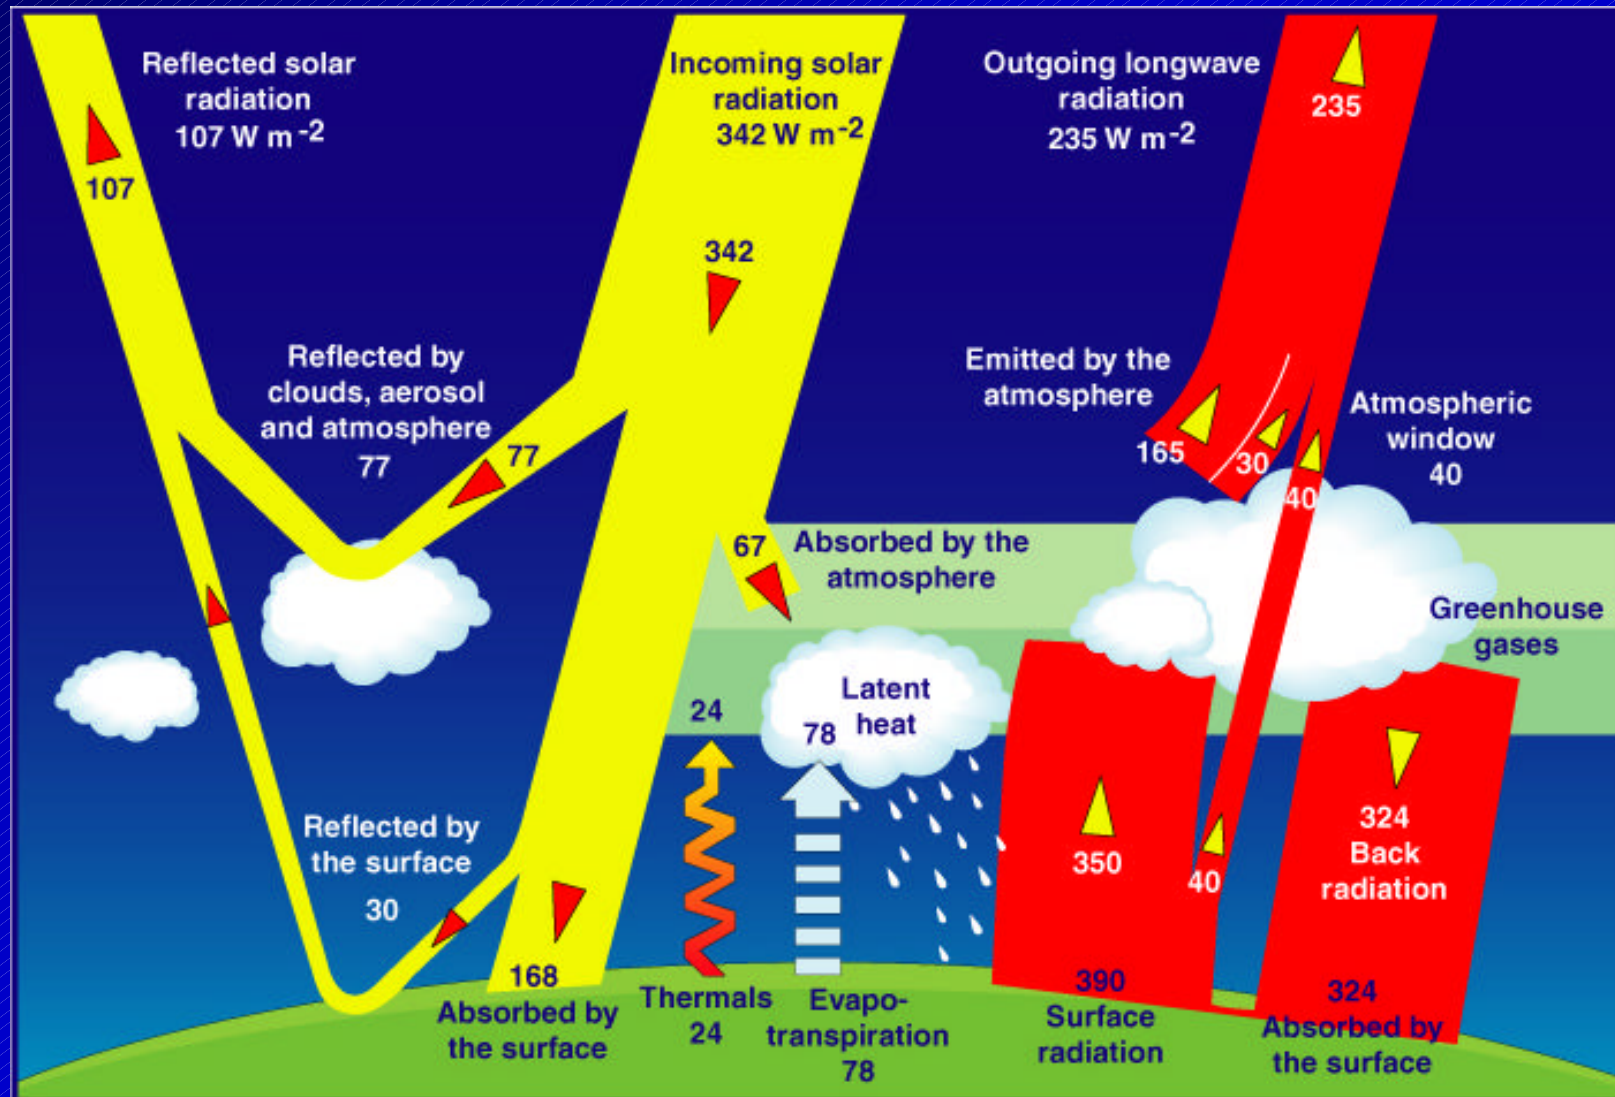 Reflected solar
radiation
107 W m -2
107
Incoming solar
radiation
342 W m -2
342
Outgoing longwave
radiation
235 W m -2
235
Reflected by
clouds, aerosol
and atmosphere
77
77
Emitted by the
atmosphere
165
30
40
Atmospheric
window
40
67
Absorbed by the
atmosphere
Greenhouse
gases
24
Latent
heat
78
Reflected by
the surface
30
350
40
324
Back
radiation
168
Absorbed by
the surface
Thermals
24
Evapo-
transpiration
78
390
Surface
radiation
324
Absorbed by
the surface